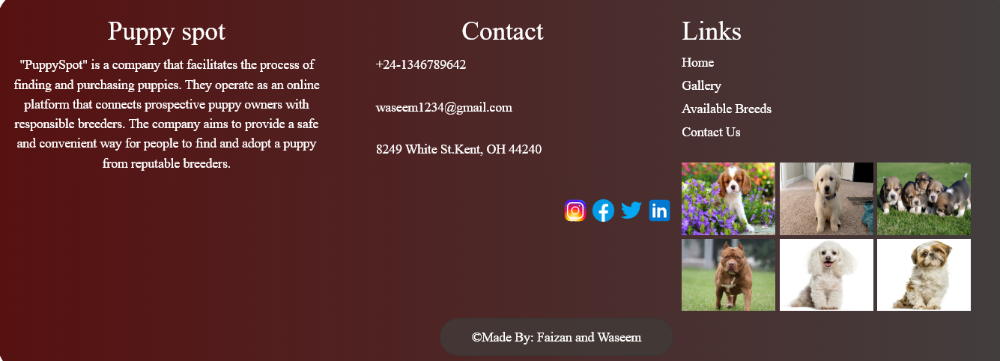 Puppy spot
"PuppySpot" is a company that facilitates the process of
finding and purchasing puppies. They operate as an online
platform that connects prospective puppy owners with
responsible breeders. The company aims to provide a safe
and convenient way for people to find and adopt a puppy
from reputable breeders.
Contact
+24-1346789642
waseem1234@gmail.com
8249 White St.Kent, OH 44240
Links
Home
Gallery
Available Breeds
Contact Us
©Made By: Faizan and Waseem